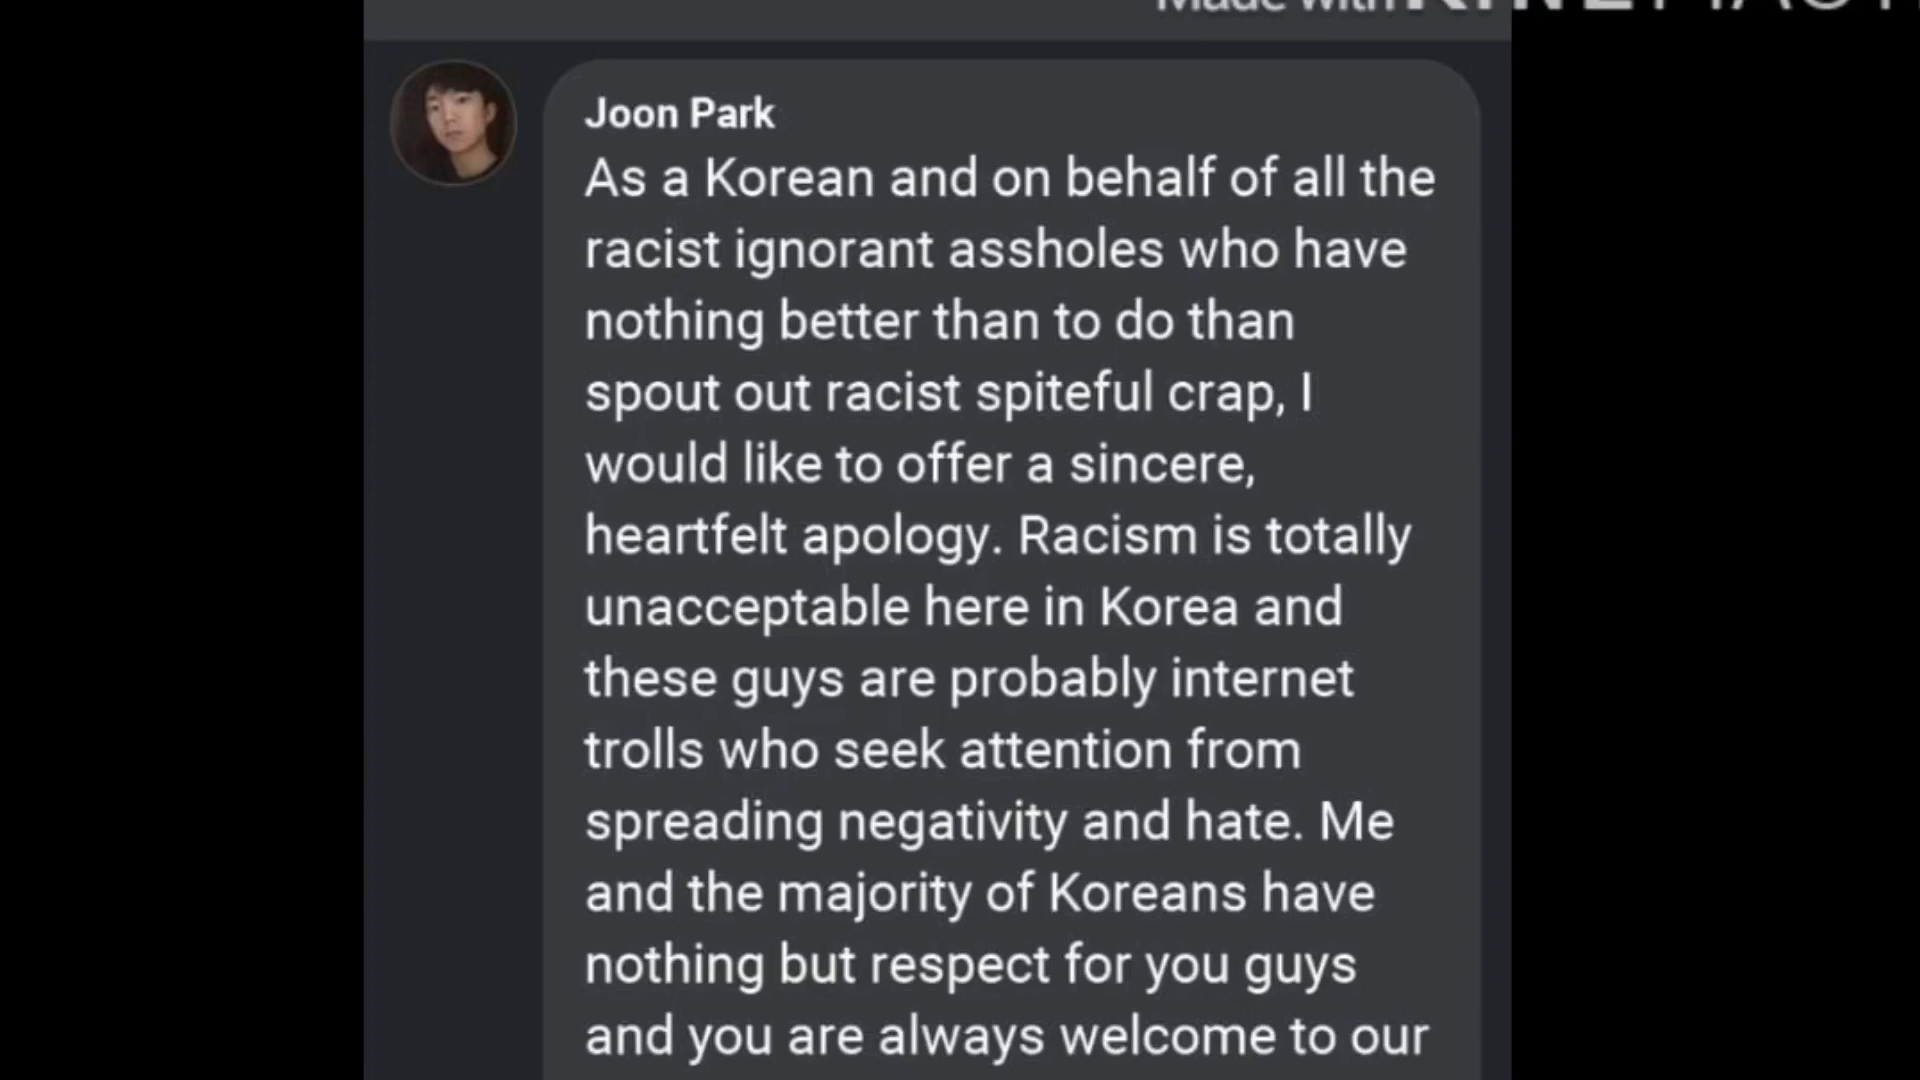 Made with KINEMASTER
Joon Park
As a Korean and on behalf of all the
racist ignorant assholes who have
nothing better than to do than
spout out racist spiteful crap, I
would like to offer a sincere,
heartfelt apology. Racism is totally
unacceptable here in Korea and
these guys are probably internet
trolls who seek attention from
spreading negativity and hate. Me
and the majority of Koreans have
nothing but respect for you guys
and you are always welcome to our